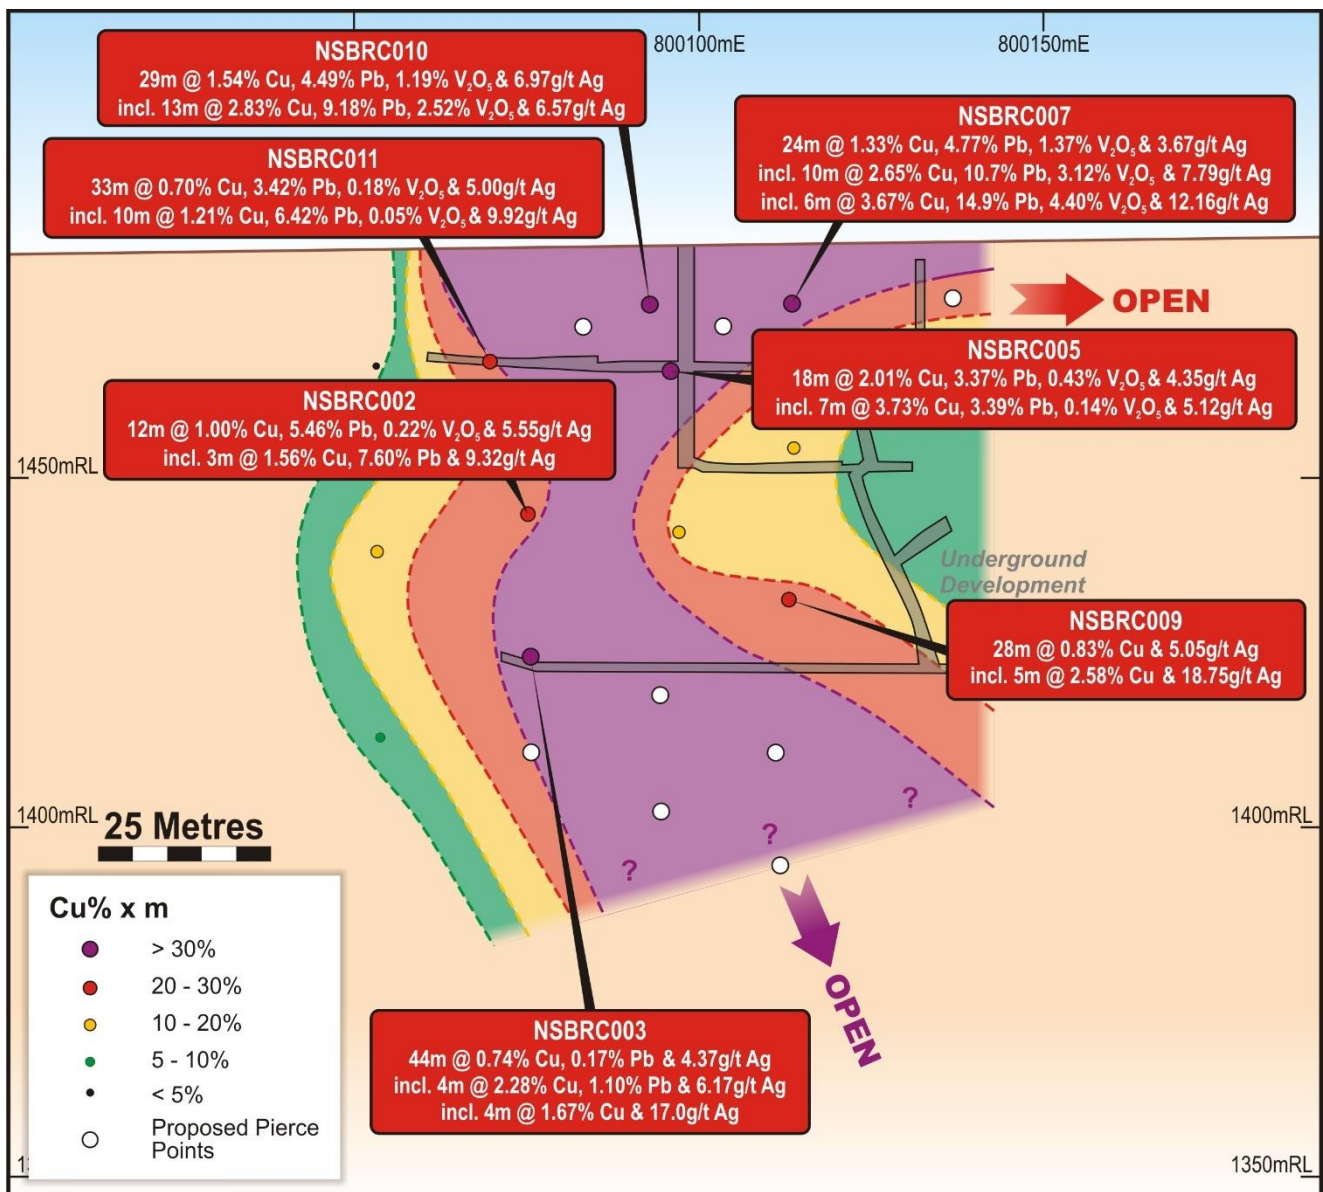 800100mE
800150mE
NSBRC010
29m @ 1.54% Cu, 4.49% Pb, 1.19% V₂O₅ & 6.97g/t Ag
incl. 13m @ 2.83% Cu, 9.18% Pb, 2.52% V₂O₅ & 6.57g/t Ag
NSBRC007
24m @ 1.33% Cu, 4.77% Pb, 1.37% V₂O₅ & 3.67g/t Ag
incl. 10m @ 2.65% Cu, 10.7% Pb, 3.12% V₂O₅ & 7.79g/t Ag
incl. 6m @ 3.67% Cu, 14.9% Pb, 4.40% V₂O₅ & 12.16g/t Ag
NSBRC011
33m @ 0.70% Cu, 3.42% Pb, 0.18% V₂O₅ & 5.00g/t Ag
incl. 10m @ 1.21% Cu, 6.42% Pb, 0.05% V₂O₅ & 9.92g/t Ag
OPEN
NSBRC005
18m @ 2.01% Cu, 3.37% Pb, 0.43% V₂O₅ & 4.35g/t Ag
incl. 7m @ 3.73% Cu, 3.39% Pb, 0.14% V₂O₅ & 5.12g/t Ag
NSBRC002
12m @ 1.00% Cu, 5.46% Pb, 0.22% V₂O₅ & 5.55g/t Ag
incl. 3m @ 1.56% Cu, 7.60% Pb & 9.32g/t Ag
1450mRL
1450mRL
Underground
Development
NSBRC009
28m @ 0.83% Cu & 5.05g/t Ag
incl. 5m @ 2.58% Cu & 18.75g/t Ag
1400mRL
1400mRL
25 Metres
?
?
?
OPEN
Cu% x m
> 30%
20 - 30%
10 - 20%
5 - 10%
< 5%
Proposed Pierce
Points
NSBRC003
44m @ 0.74% Cu, 0.17% Pb & 4.37g/t Ag
incl. 4m @ 2.28% Cu, 1.10% Pb & 6.17g/t Ag
incl. 4m @ 1.67% Cu & 17.0g/t Ag
1350mRL